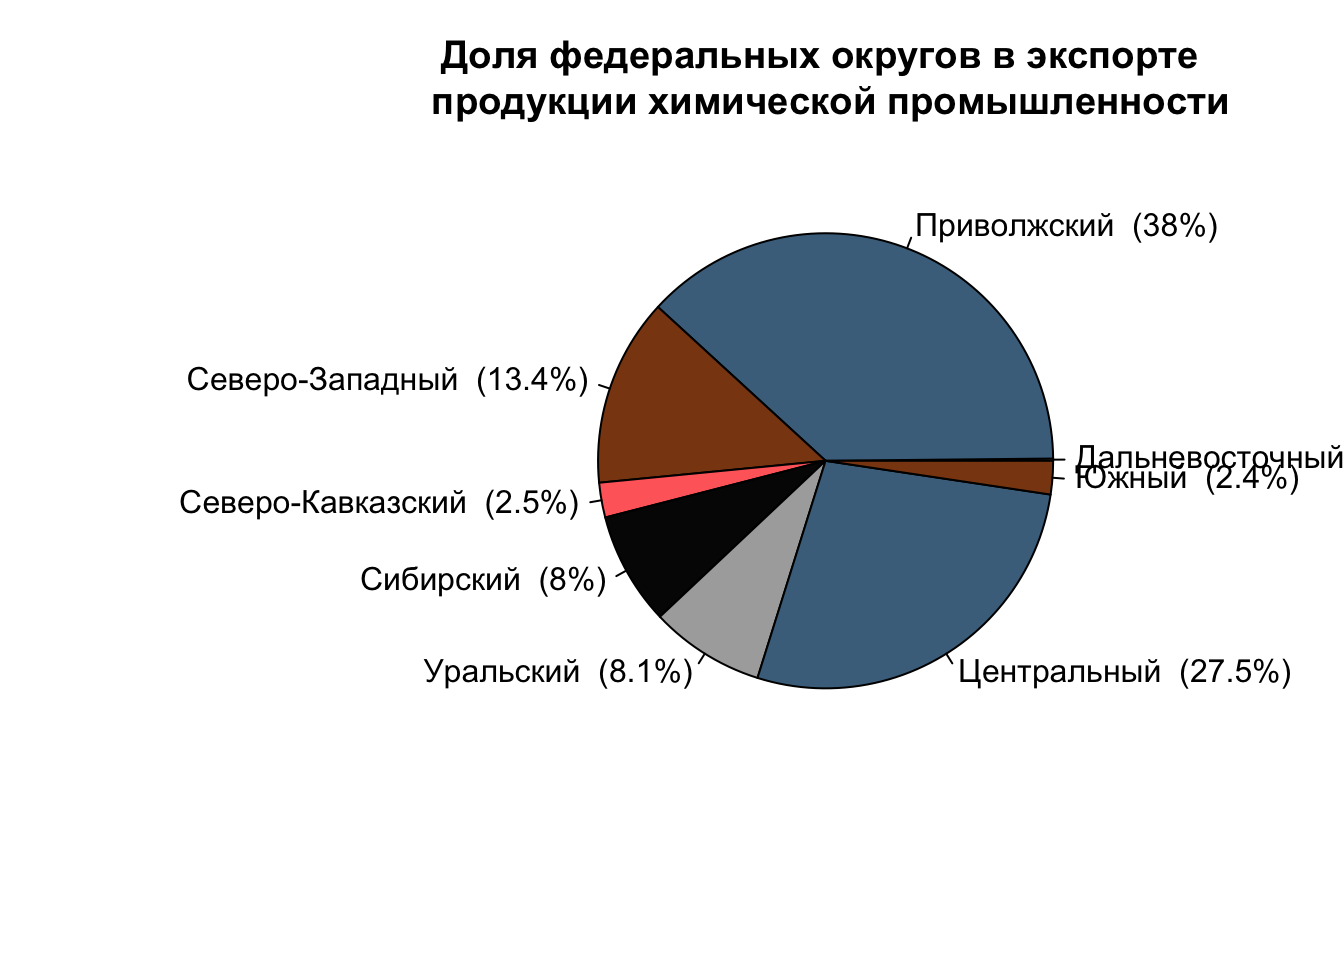 Доля федеральных округов в экспорте
продукции химической промышленности
Приволжский (38%)
Северо-Западный (13.4%)
Дальневосточный
Южный (2.4%)
Северо-Кавказский (2.5%)
Сибирский (8%)
Уральский (8.1%)
Центральный (27.5%)